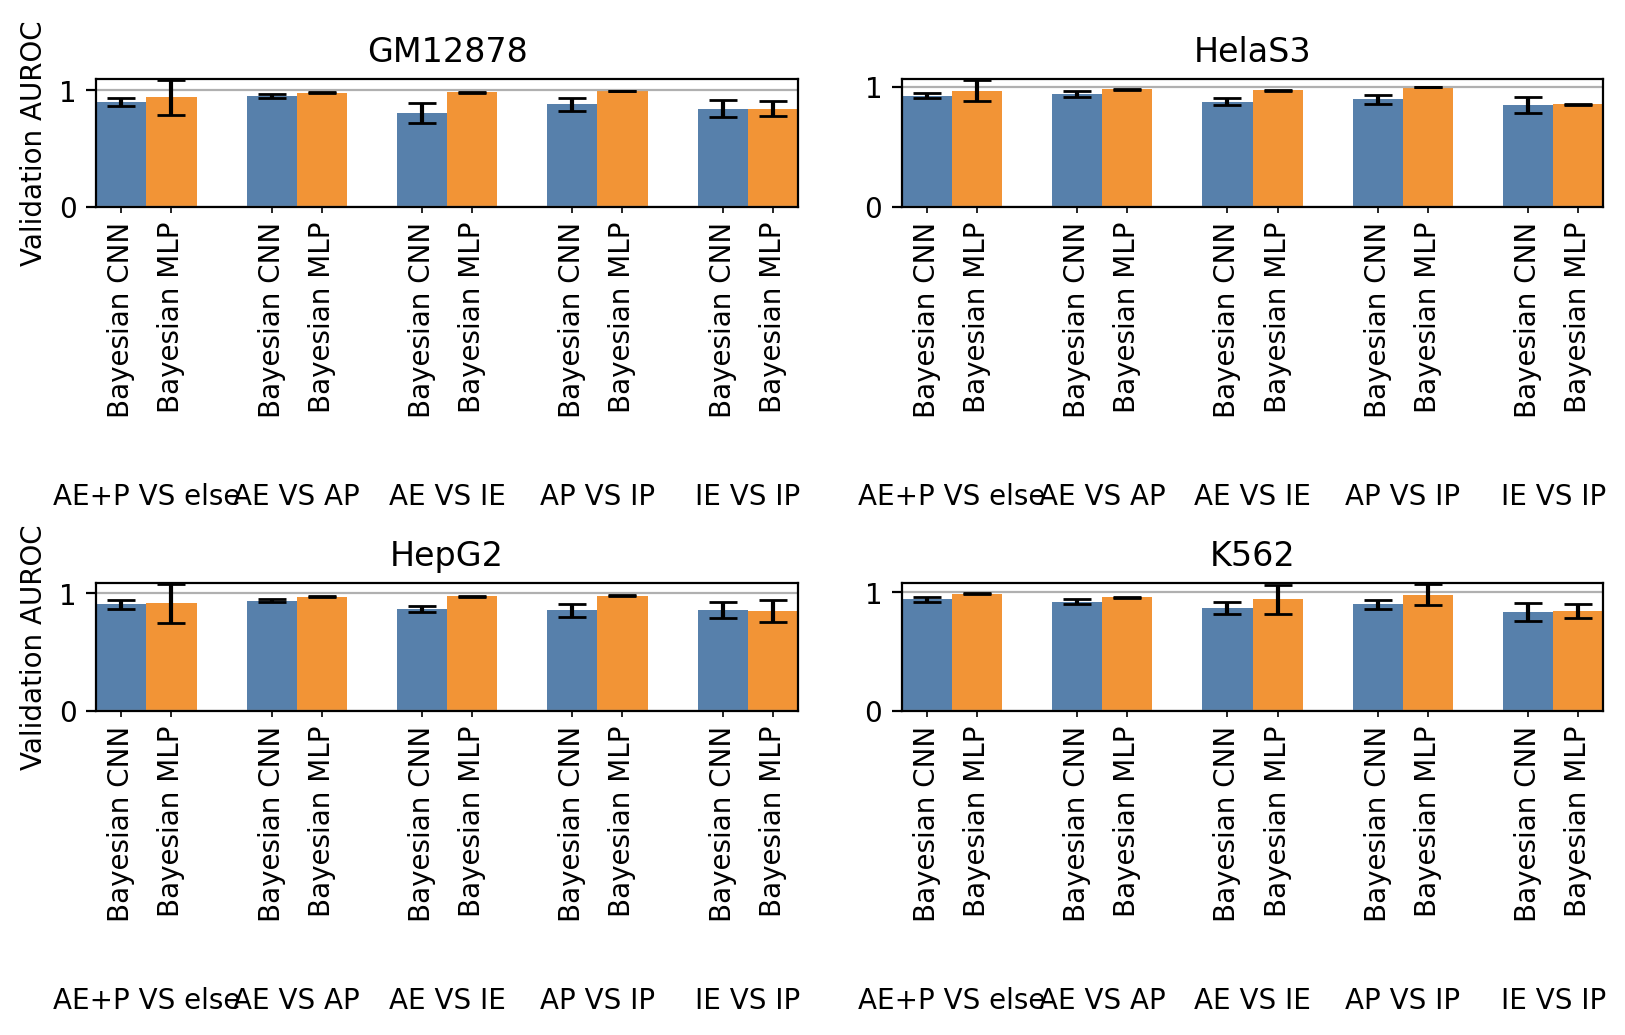 GM12878
Validation AUROC
1
0
Bayesian CNN
Bayesian MLP
Bayesian CNN
Bayesian MLP
Bayesian CNN
Bayesian MLP
Bayesian CNN
Bayesian MLP
Bayesian CNN
Bayesian MLP
AE+P VS else
AE VS AP
AE VS IE
AP VS IP
IE VS IP
HelaS3
1
0
Bayesian CNN
Bayesian MLP
Bayesian CNN
Bayesian MLP
Bayesian CNN
Bayesian MLP
Bayesian CNN
Bayesian MLP
Bayesian CNN
Bayesian MLP
AE+P VS else
AE VS AP
AE VS IE
AP VS IP
IE VS IP
HepG2
Validation AUROC
1
0
Bayesian CNN
Bayesian MLP
Bayesian CNN
Bayesian MLP
Bayesian CNN
Bayesian MLP
Bayesian CNN
Bayesian MLP
Bayesian CNN
Bayesian MLP
AE+P VS else
AE VS AP
AE VS IE
AP VS IP
IE VS IP
K562
1
0
Bayesian CNN
Bayesian MLP
Bayesian CNN
Bayesian MLP
Bayesian CNN
Bayesian MLP
Bayesian CNN
Bayesian MLP
Bayesian CNN
Bayesian MLP
AE+P VS else
AE VS AP
AE VS IE
AP VS IP
IE VS IP